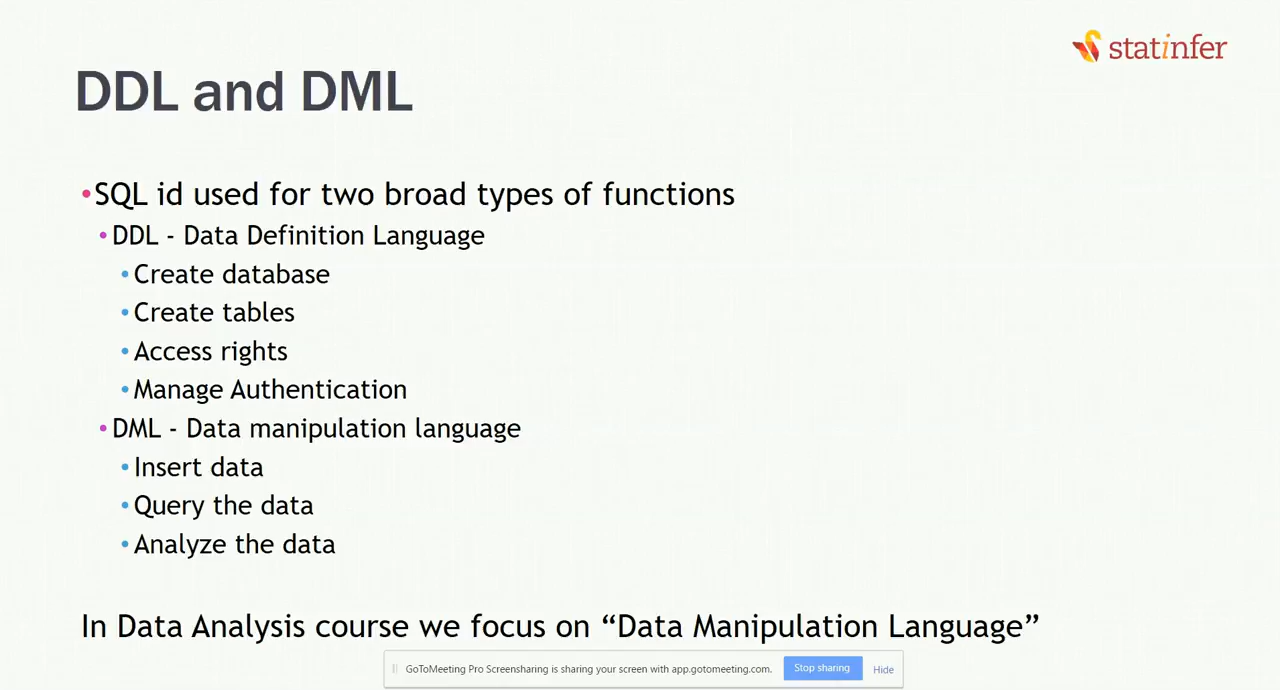 statinfer
DDL and DML
•SQL id used for two broad types of functions
•DDL - Data Definition Language
•Create database
•Create tables
•Access rights
•Manage Authentication
•DML - Data manipulation language
•Insert data
•Query the data
•Analyze the data
In Data Analysis course we focus on “Data Manipulation Language”
GoToMeeting Pro Screensharing is sharing your screen with app.gotomeeting.com. Stop sharing Hide